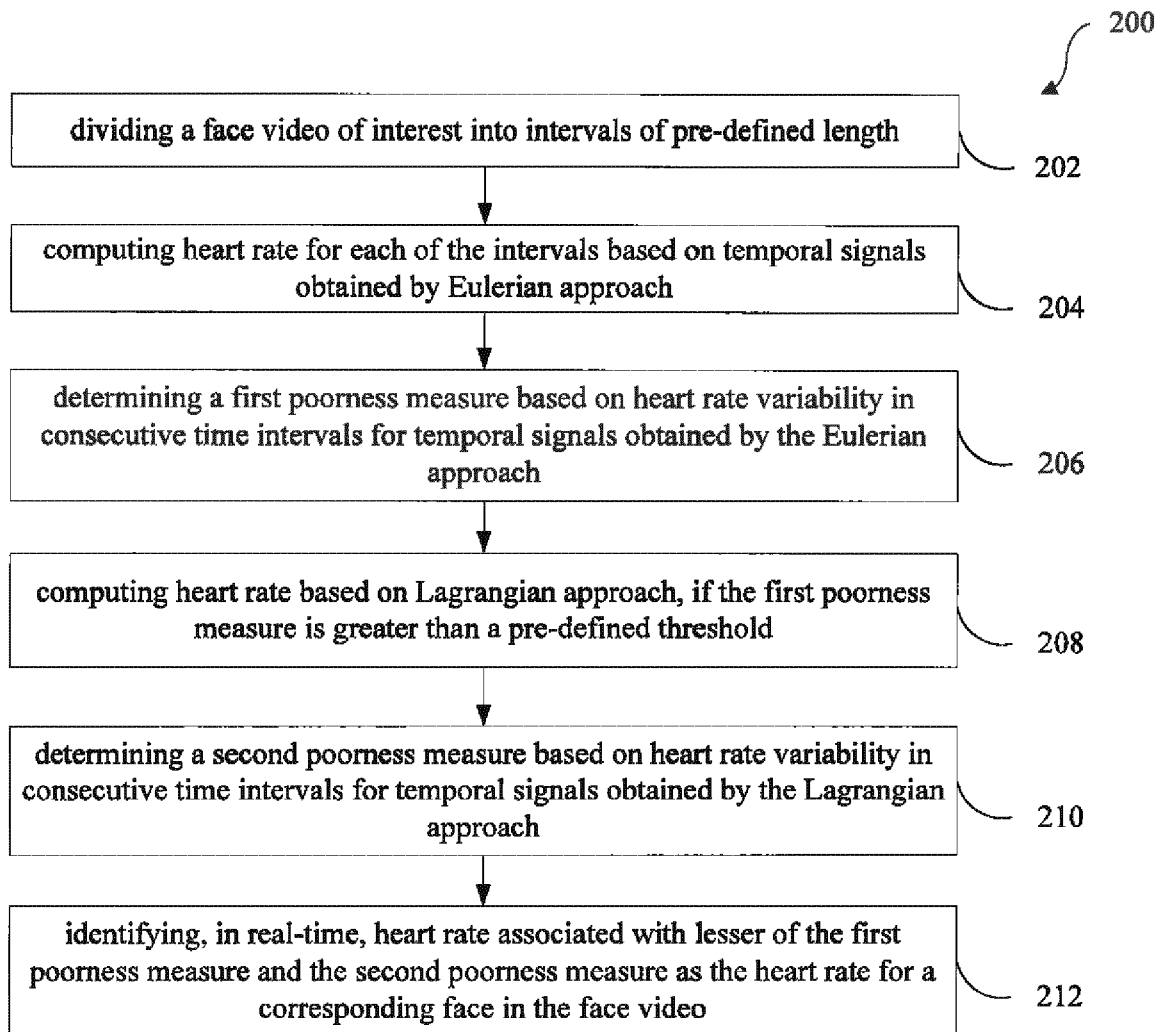 200
dividing a face video of interest into intervals of pre-defined length
202
computing heart rate for each of the intervals based on temporal signals
obtained by Eulerian approach
204
determining a first poorness measure based on heart rate variability in
consecutive time intervals for temporal signals obtained by the Eulerian
approach
206
computing heart rate based on Lagrangian approach, if the first poorness
measure is greater than a pre-defined threshold
208
determining a second poorness measure based on heart rate variability in
consecutive time intervals for temporal signals obtained by the Lagrangian
approach
210
identifying, in real-time, heart rate associated with lesser of the first
poorness measure and the second poorness measure as the heart rate for a
corresponding face in the face video
212